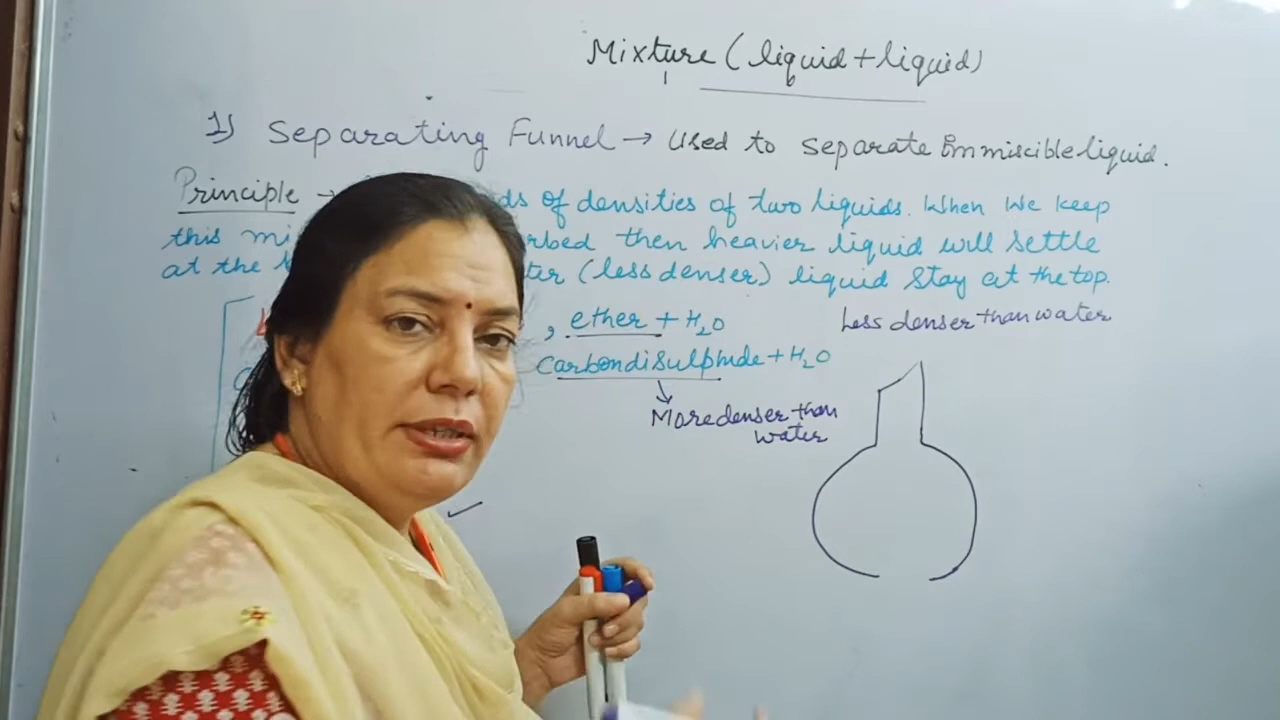 Mixture (liquid + liquid)
1) Separating Funnel → Used to separate Immiscible liquid.
Principle → of densities of two liquids. When we keep
this then heavier liquid will settle
at the (less denser) liquid stay at the top.
, ether + H₂O
Less denser than water
Carbondisulphide + H₂O
More denser than
water